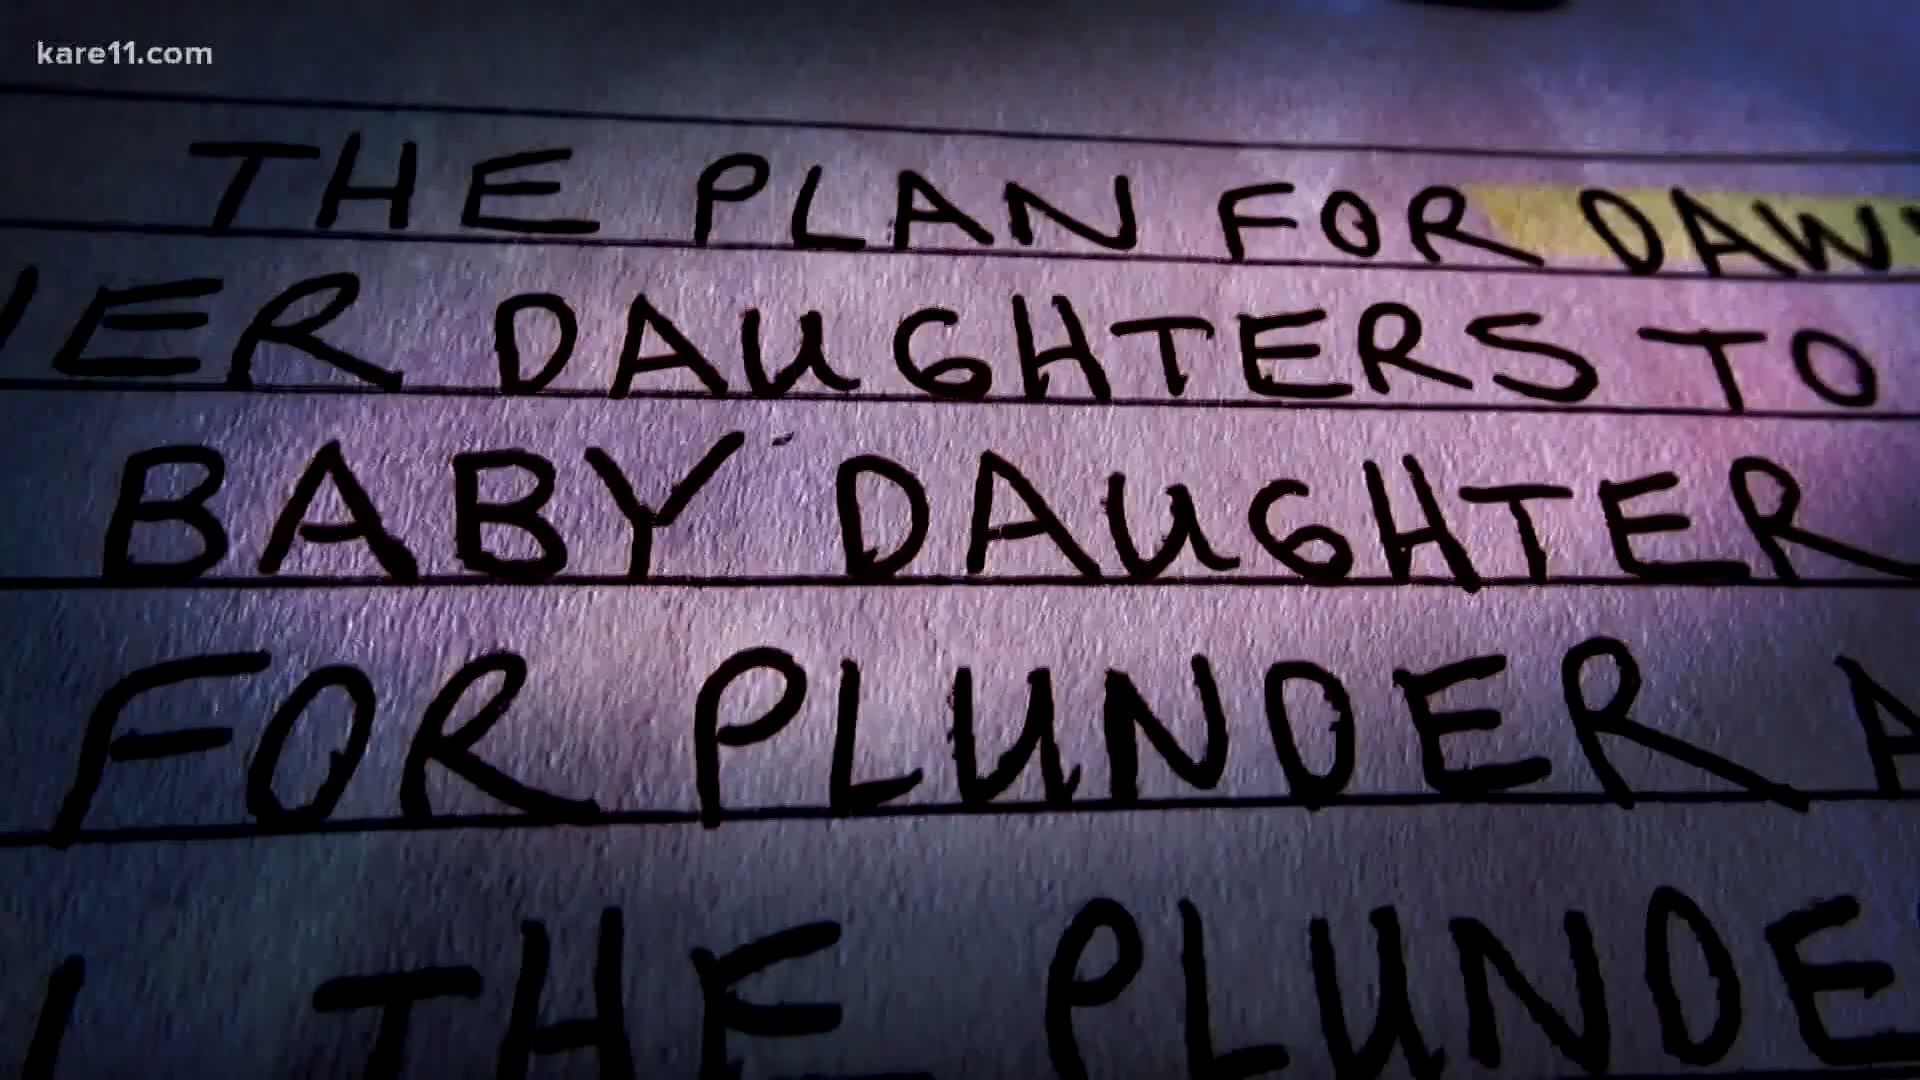 kare11.com
THE PLAN FOR
DAUGHTERS TO
BABY DAUGHTER
FOR PLUNDER
THE